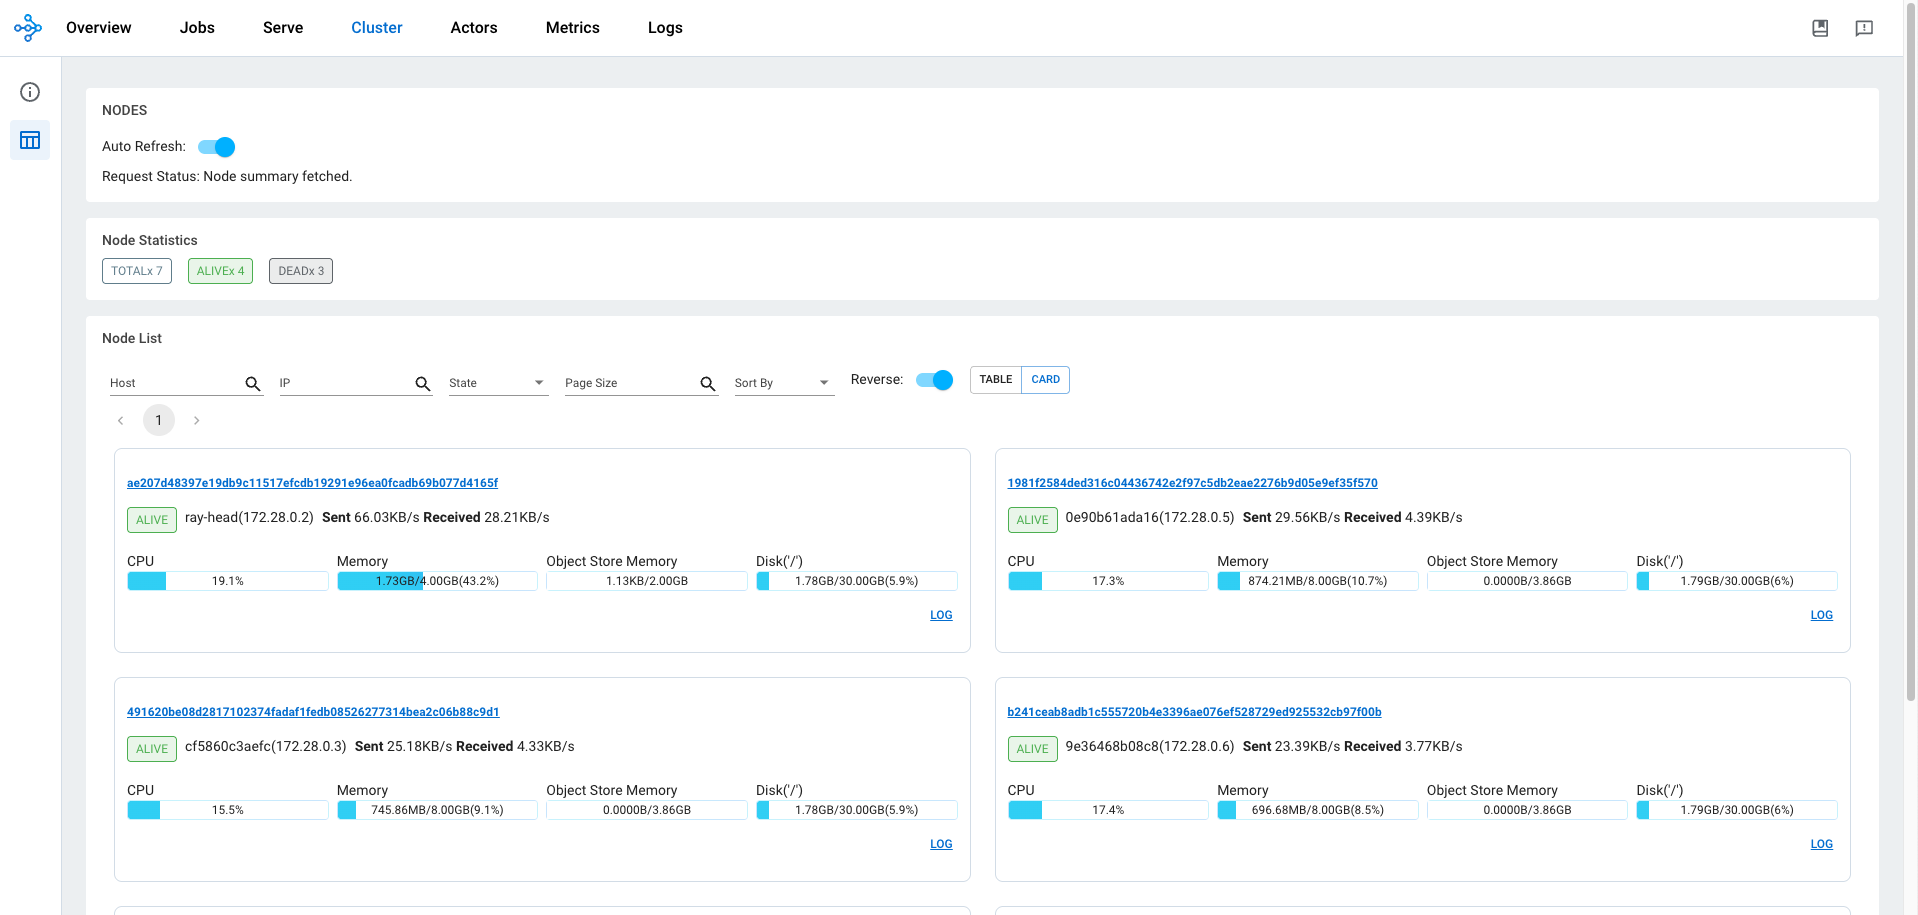 Overview Jobs Serve Cluster Actors Metrics Logs
NODES
Auto Refresh:
Request Status: Node summary fetched.
Node Statistics
TOTALx 7 ALIVEx 4 DEADx 3
Node List
Host IP State Page Size Sort By Reverse: TABLE CARD
1
ae207d48397e19db9c11517efcdb19291e96ea0fcadb69b077d4165f
ALIVE ray-head(172.28.0.2) Sent 66.03KB/s Received 28.21KB/s
CPU Memory Object Store Memory Disk('/')
19.1% 1.73GB/4.00GB(43.2%) 1.13KB/2.00GB 1.78GB/30.00GB(5.9%)
LOG
1981f2584ded316c04436742e2f97c5db2eae2276b9d05e9ef35f570
ALIVE 0e90b61ada16(172.28.0.5) Sent 29.56KB/s Received 4.39KB/s
CPU Memory Object Store Memory Disk('/')
17.3% 874.21MB/8.00GB(10.7%) 0.0000B/3.86GB 1.79GB/30.00GB(6%)
LOG
491620be08d2817102374fadaf1fedb08526277314bea2c06b88c9d1
ALIVE cf5860c3aefc(172.28.0.3) Sent 25.18KB/s Received 4.33KB/s
CPU Memory Object Store Memory Disk('/')
15.5% 745.86MB/8.00GB(9.1%) 0.0000B/3.86GB 1.78GB/30.00GB(5.9%)
LOG
b241ceab8adb1c555720b4e3396ae076ef528729ed925532cb97f00b
ALIVE 9e36468b08c8(172.28.0.6) Sent 23.39KB/s Received 3.77KB/s
CPU Memory Object Store Memory Disk('/')
17.4% 696.68MB/8.00GB(8.5%) 0.0000B/3.86GB 1.79GB/30.00GB(6%)
LOG